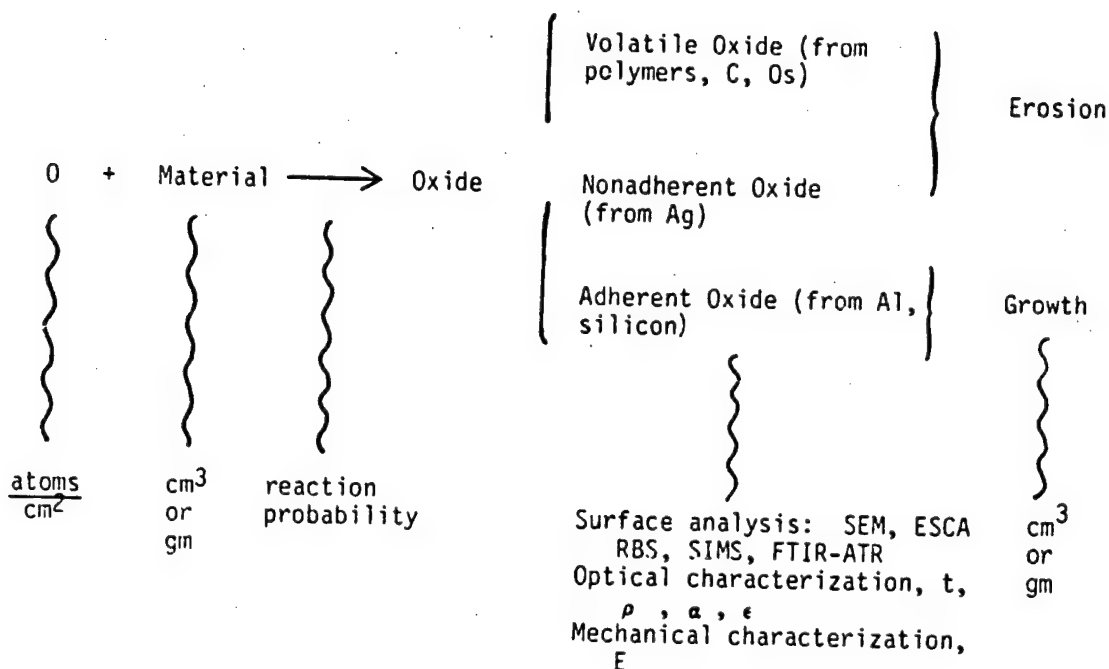 Volatile Oxide (from
polymers, C, Os)
Erosion
O + Material ⟶ Oxide
Nonadherent Oxide
(from Ag)
Adherent Oxide (from Al,
silicon)
Growth
atoms
cm²
cm³
or
gm
reaction
probability
Surface analysis: SEM, ESCA
RBS, SIMS, FTIR-ATR
Optical characterization, t,
ρ , α , ϵ
Mechanical characterization,
E
cm³
or
gm